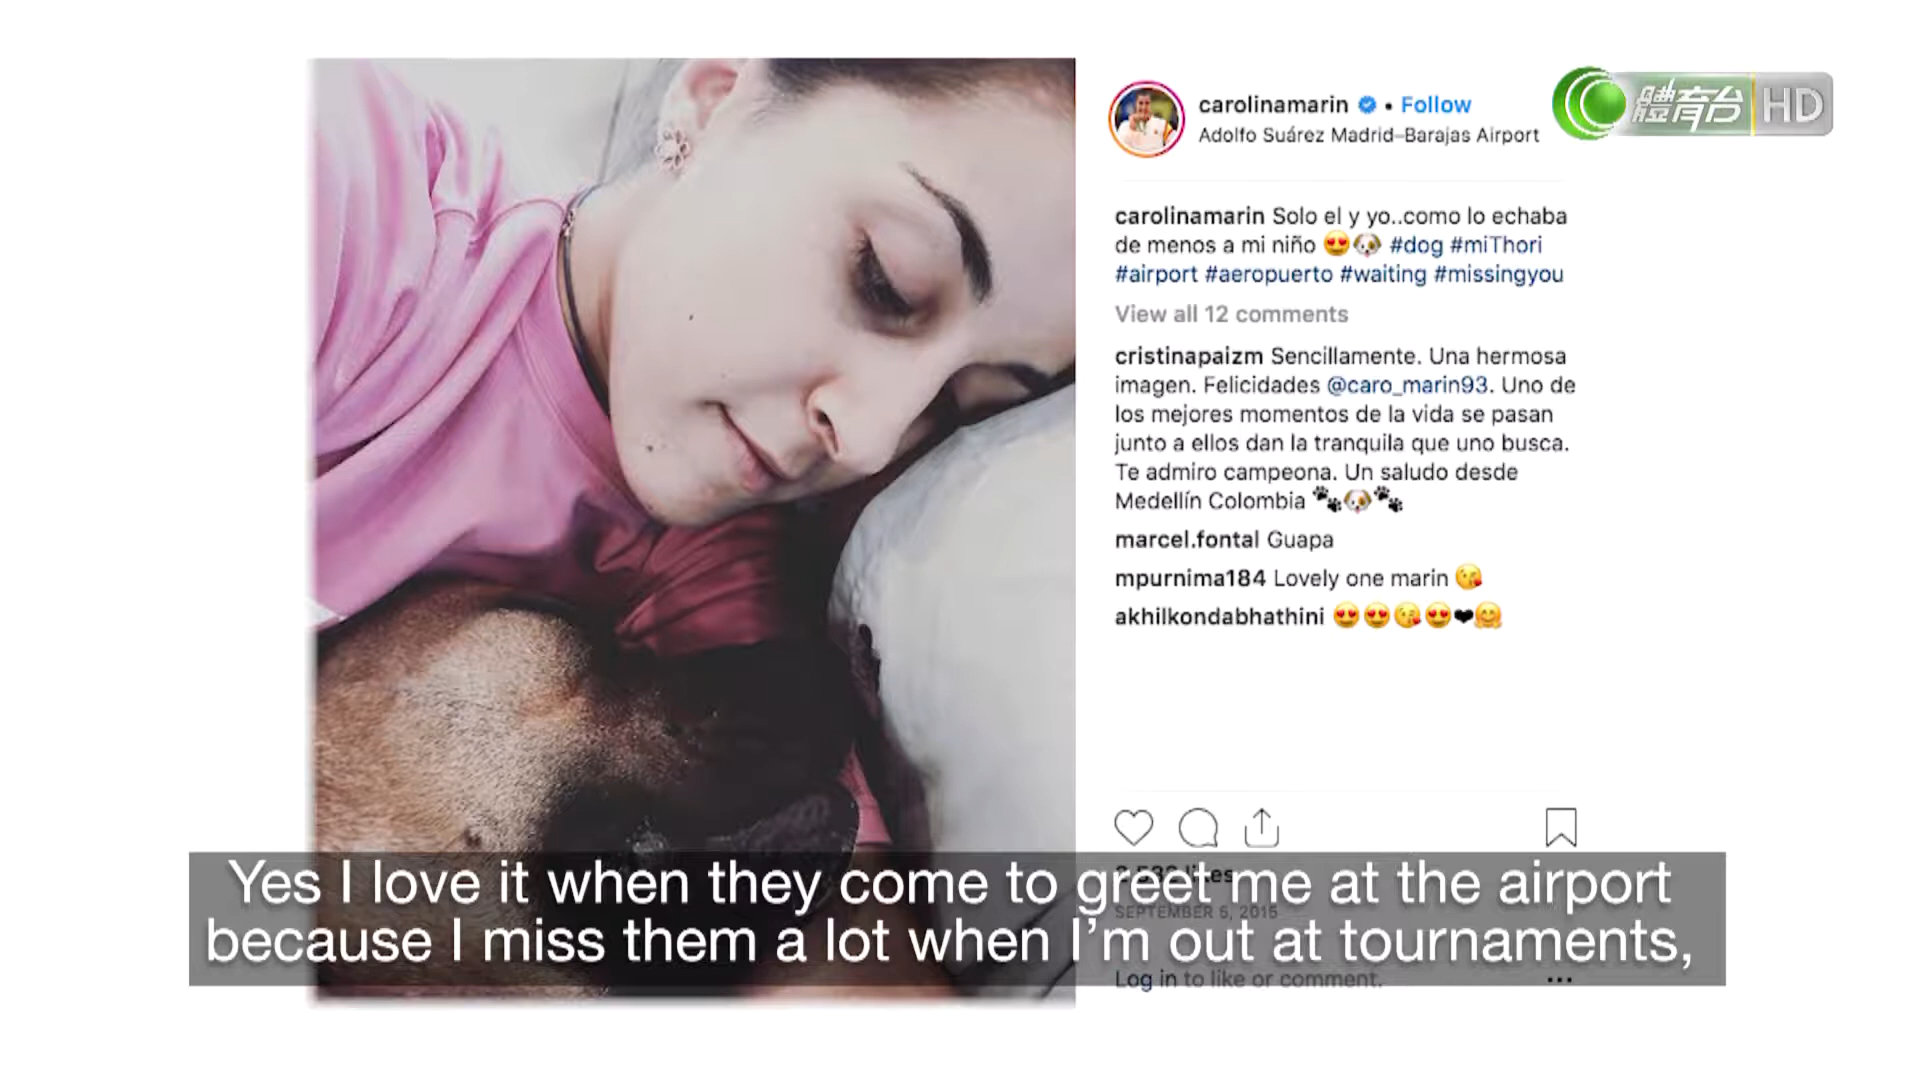 carolinamarin • Follow
體育台 HD
Adolfo Suárez Madrid-Barajas Airport
carolinamarin Solo el y yo..como lo echaba
de menos a mi niño 😍🐶 #dog #miThori
#airport #aeropuerto #waiting #missingyou
View all 12 comments
cristinapaizm Sencillamente. Una hermosa
imagen. Felicidades @caro_marin93. Uno de
los mejores momentos de la vida se pasan
junto a ellos dan la tranquila que uno busca.
Te admiro campeona. Un saludo desde
Medellín Colombia 🐾🐶🐾
marcel.fontal Guapa
mpurnima184 Lovely one marin 😘
akhilkondabhathini 😍😍😘😍❤🤗
Yes I love it when they come to greet me at the airport
because I miss them a lot when I'm out at tournaments,
likes
SEPTEMBER 2015
Log in to like or comment.